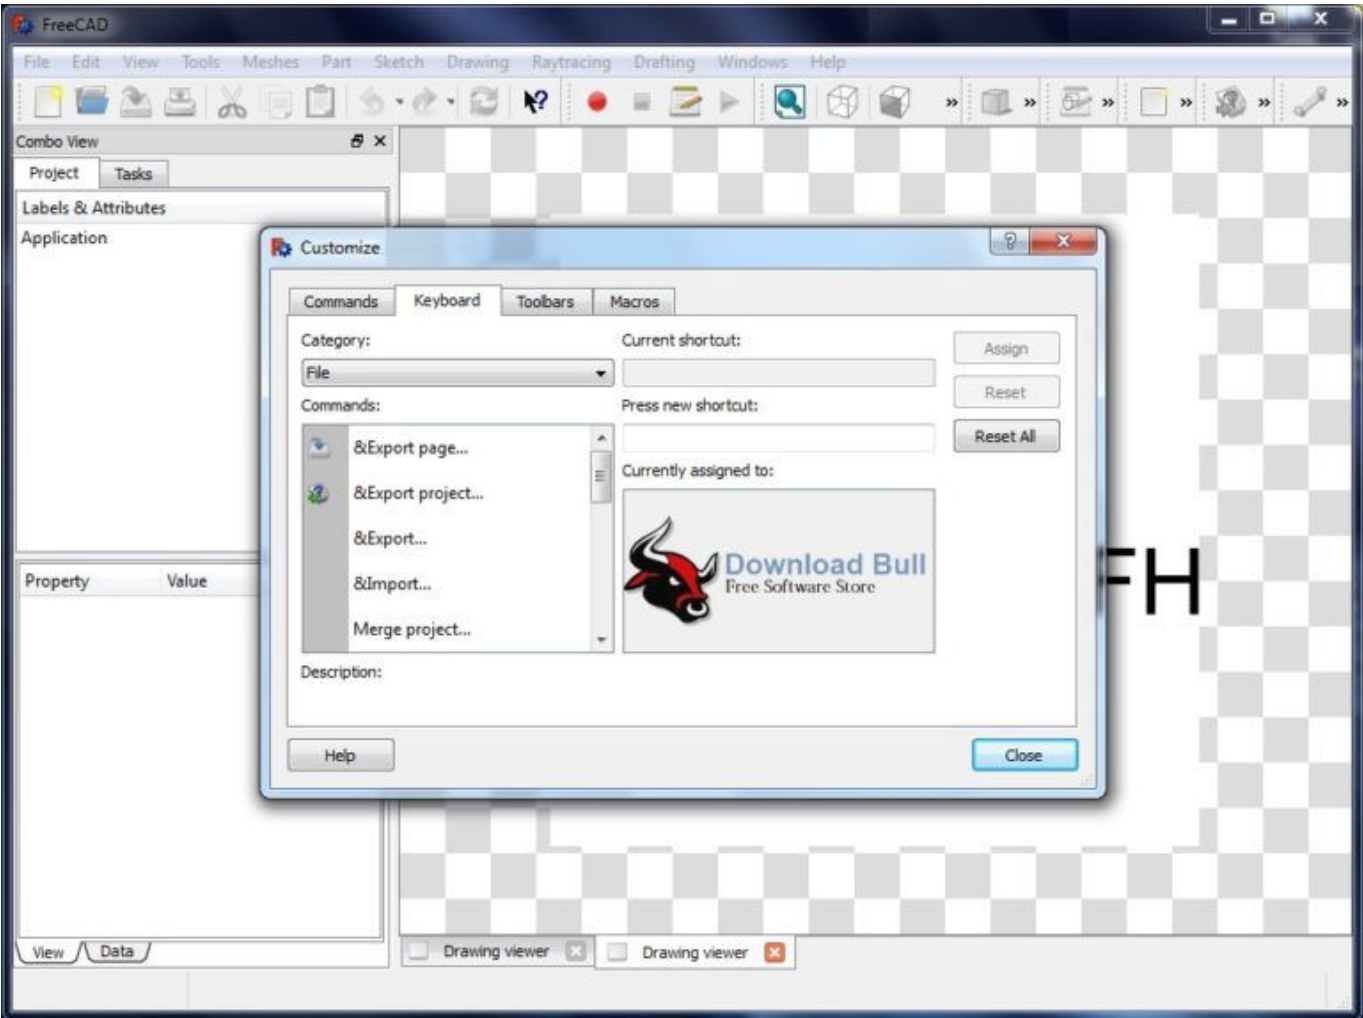 FreeCAD
File Edit View Tools Meshes Part Sketch Drawing Raytracing Drafting Windows Help
Combo View
Project Tasks
Labels & Attributes
Application
Property Value
View Data
Customize
Commands Keyboard Toolbars Macros
Category:
File
Commands:
&Export page...
&Export project...
&Export...
&Import...
Merge project...
Description:
Current shortcut:
Press new shortcut:
Currently assigned to:
Download Bull
Free Software Store
Assign
Reset
Reset All
Help
Close
FH
Drawing viewer
Drawing viewer